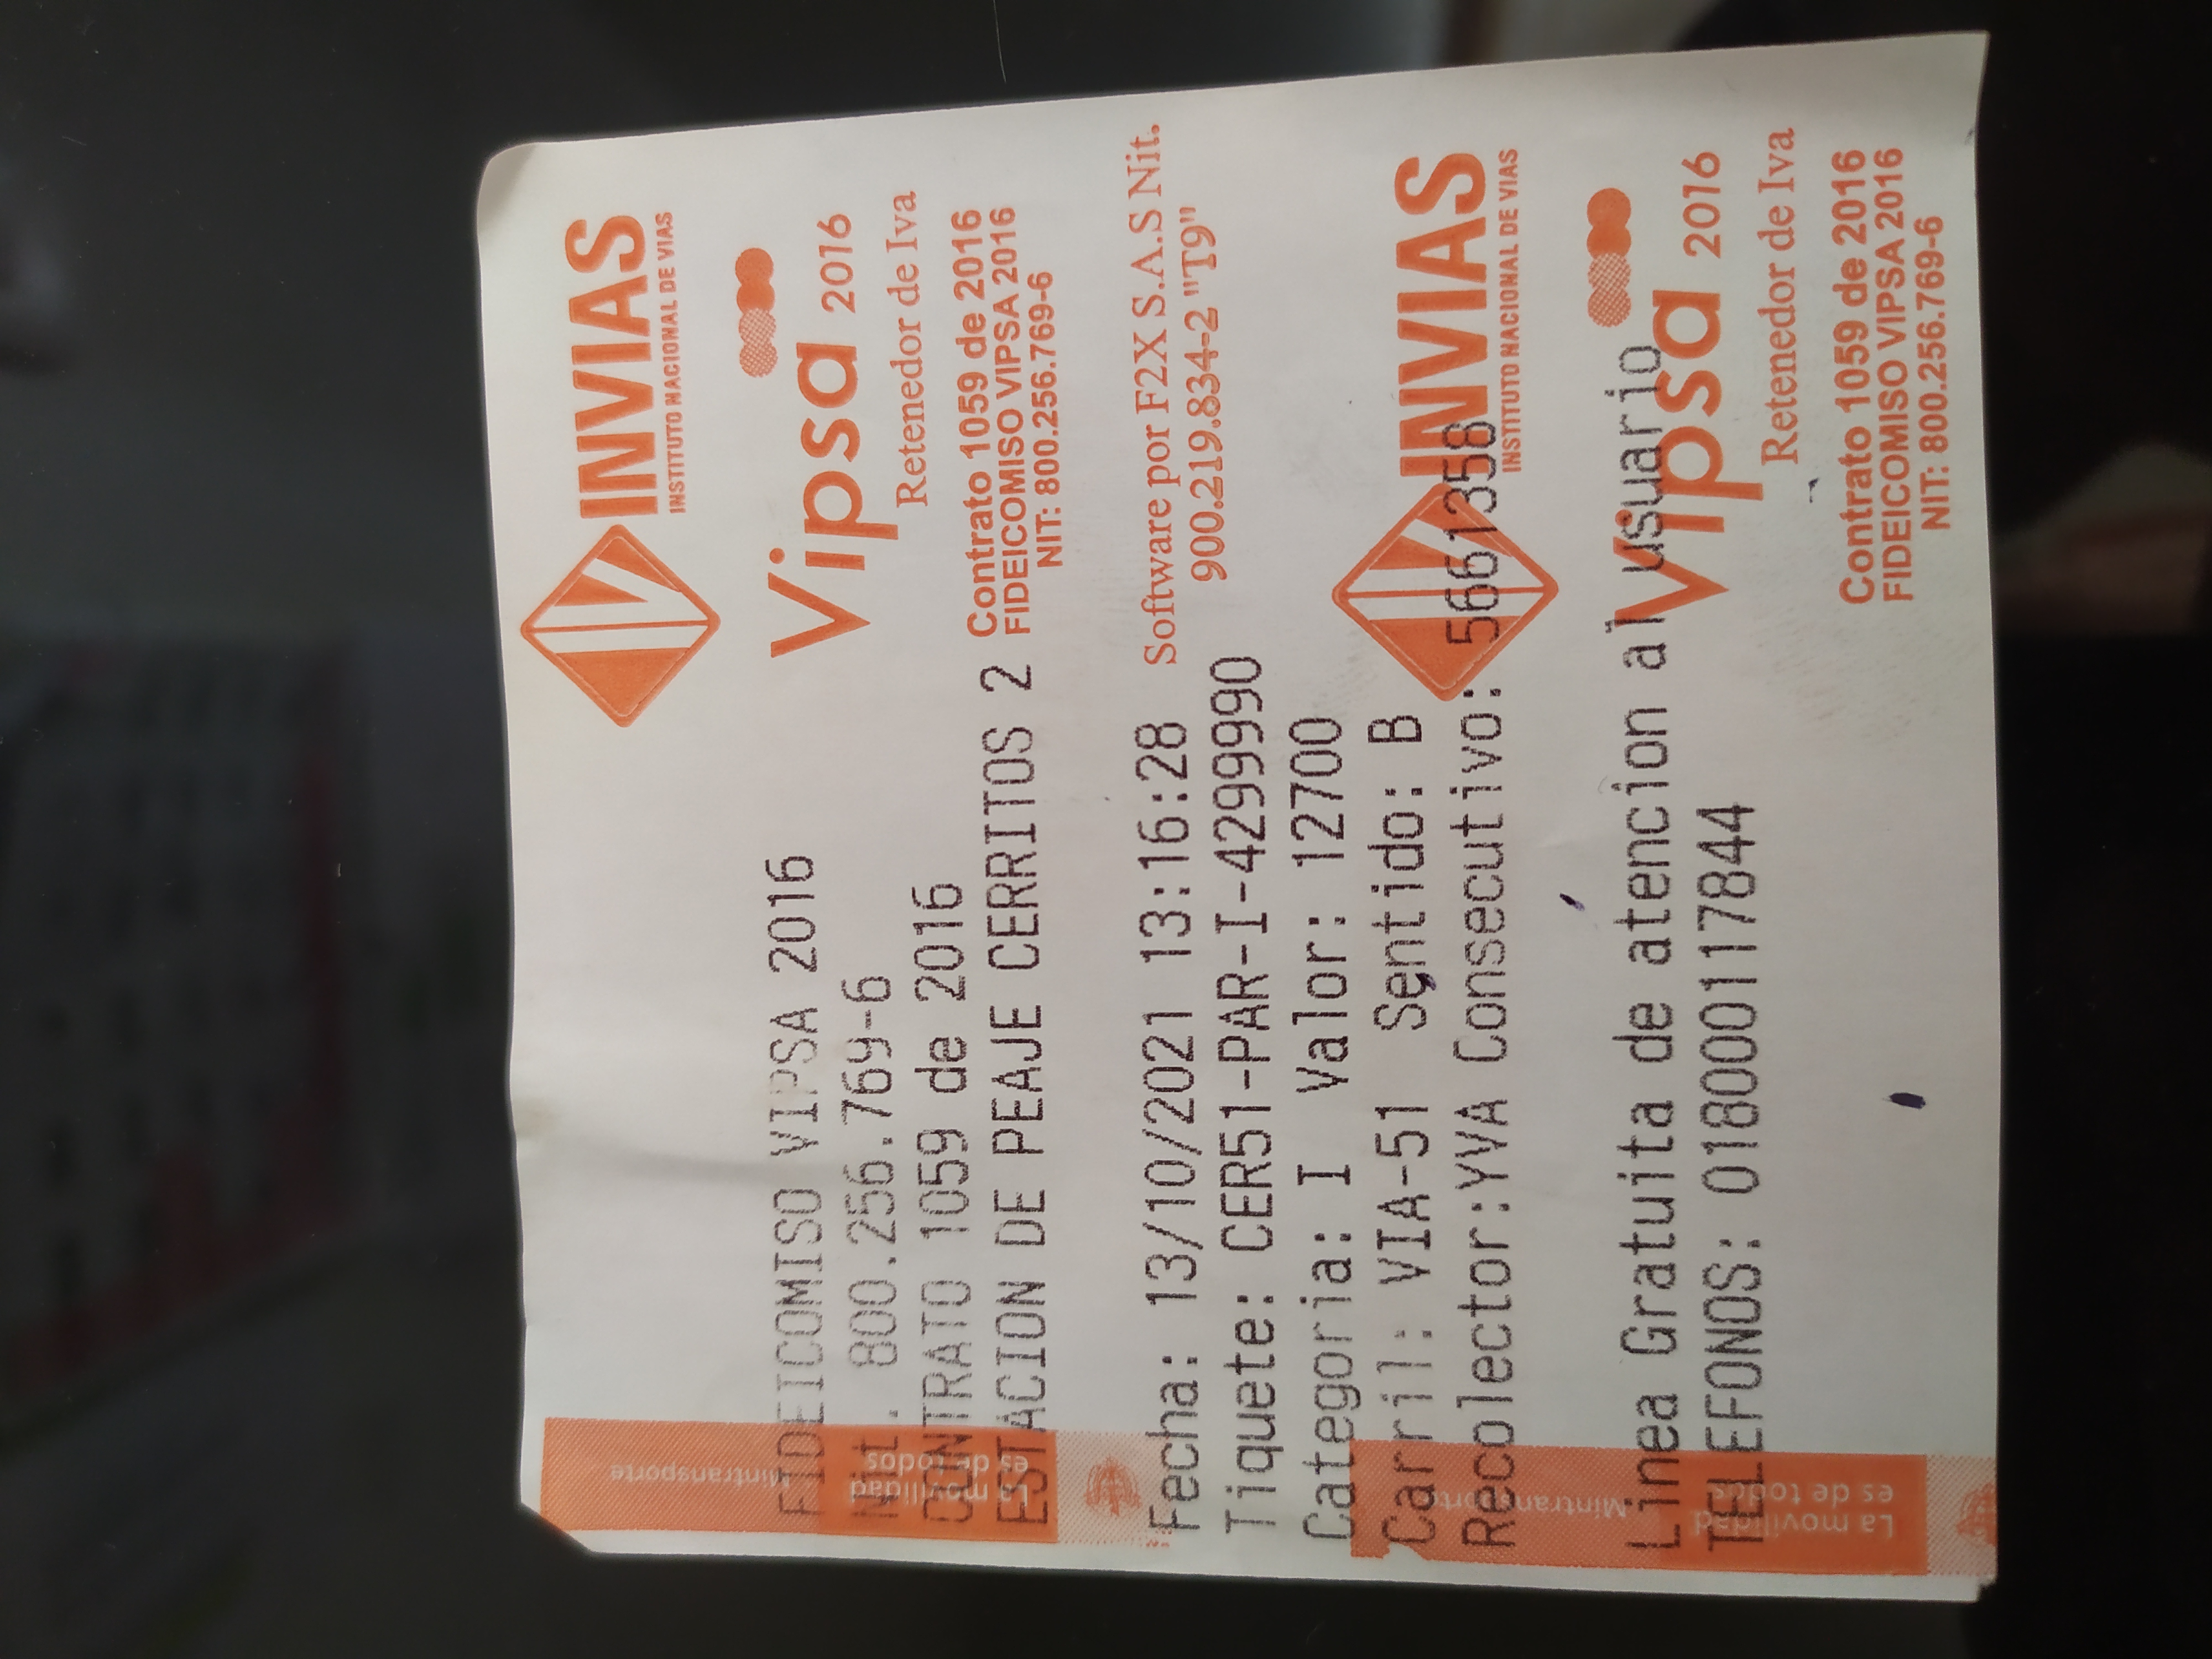 INVIAS
INSTITUTO NACIONAL DE VIAS
Vipsa 2016
Retenedor de Iva
Contrato 1059 de 2016
FIDEICOMISO VIPSA 2016
NIT: 800.256.769-6
FIDEICOMISO VIPSA 2016
Nit. 800.256.769-6
CONTRATO 1059 de 2016
ESTACION DE PEAJE CERRITOS 2
Software por F2X S.A.S Nit.
900.219.834-2 "T9"
Fecha: 13/10/2021 13:16:28
Tiquete: CER51-PAR-I-4299990
Categoria: I Valor: 12700
Carril: VIA-51 Sentido: B
Recolector:YVA Consecutivo: 5661358
INVIAS
INSTITUTO NACIONAL DE VIAS
Linea Gratuita de atencion al usuario
TELEFONOS: 018000117844
Vipsa 2016
Retenedor de Iva
Contrato 1059 de 2016
FIDEICOMISO VIPSA 2016
NIT: 800.256.769-6
La movilidad
es de todos
Mintransporte
La movilidad
es de todos
Mintransporte